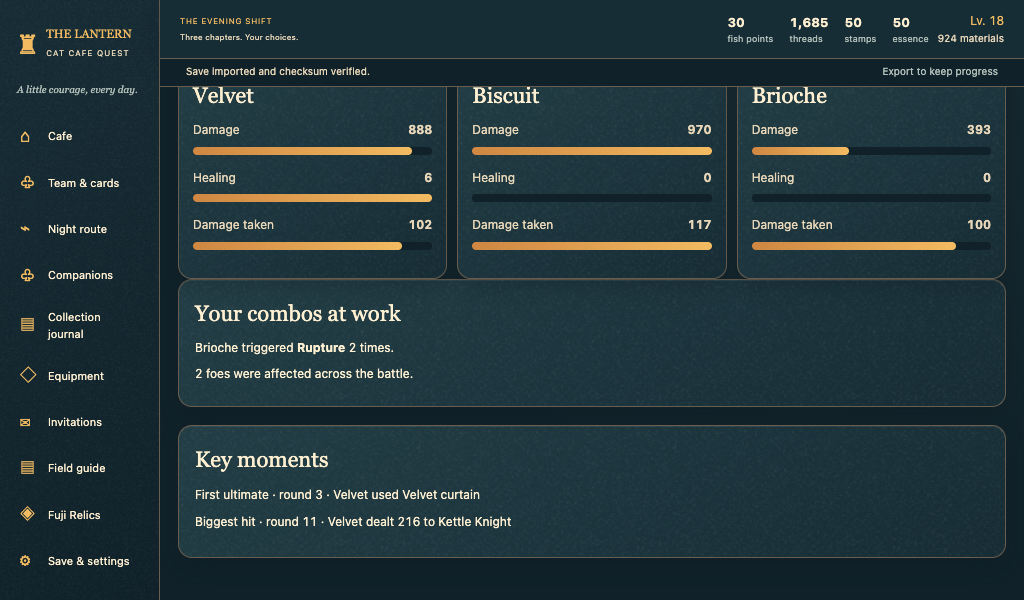 THE LANTERN
CAT CAFE QUEST
A little courage, every day.
Cafe
Team & cards
Night route
Companions
Collection
journal
Equipment
Invitations
Field guide
Fuji Relics
Save & settings
THE EVENING SHIFT
Three chapters. Your choices.
30
fish points
1,685
threads
50
stamps
50
essence
Lv. 18
924 materials
Save imported and checksum verified.
Export to keep progress
Velvet
Damage 888
Healing 6
Damage taken 102
Biscuit
Damage 970
Healing 0
Damage taken 117
Brioche
Damage 393
Healing 0
Damage taken 100
Your combos at work
Brioche triggered Rupture 2 times.
2 foes were affected across the battle.
Key moments
First ultimate · round 3 · Velvet used Velvet curtain
Biggest hit · round 11 · Velvet dealt 216 to Kettle Knight